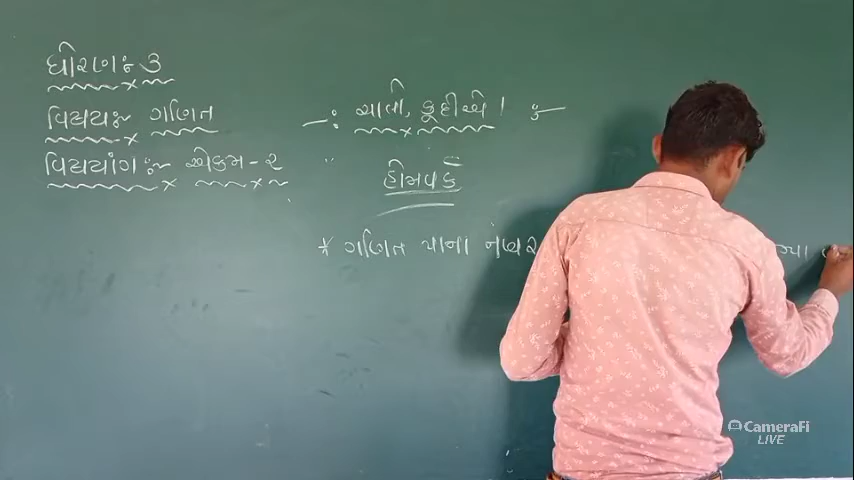 ધોરણઃ ૩
વિષયઃ ગણિત
-: ચાલો, કૂદીએ! :-
વિષયાંગઃ એકમ - ૨
હોમવર્ક
* ગણિત પાના નંબર
CameraFi
LIVE